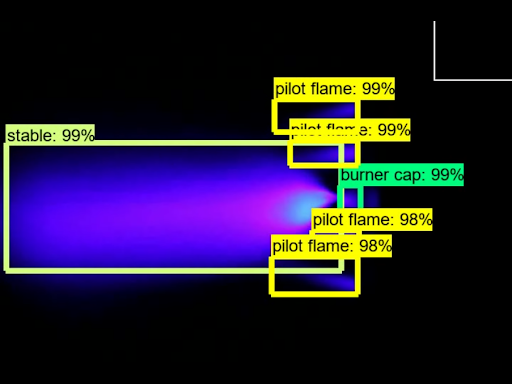 pilot flame: 99%
pilot flame: 99%
stable: 99%
burner cap: 99%
pilot flame: 98%
pilot flame: 98%